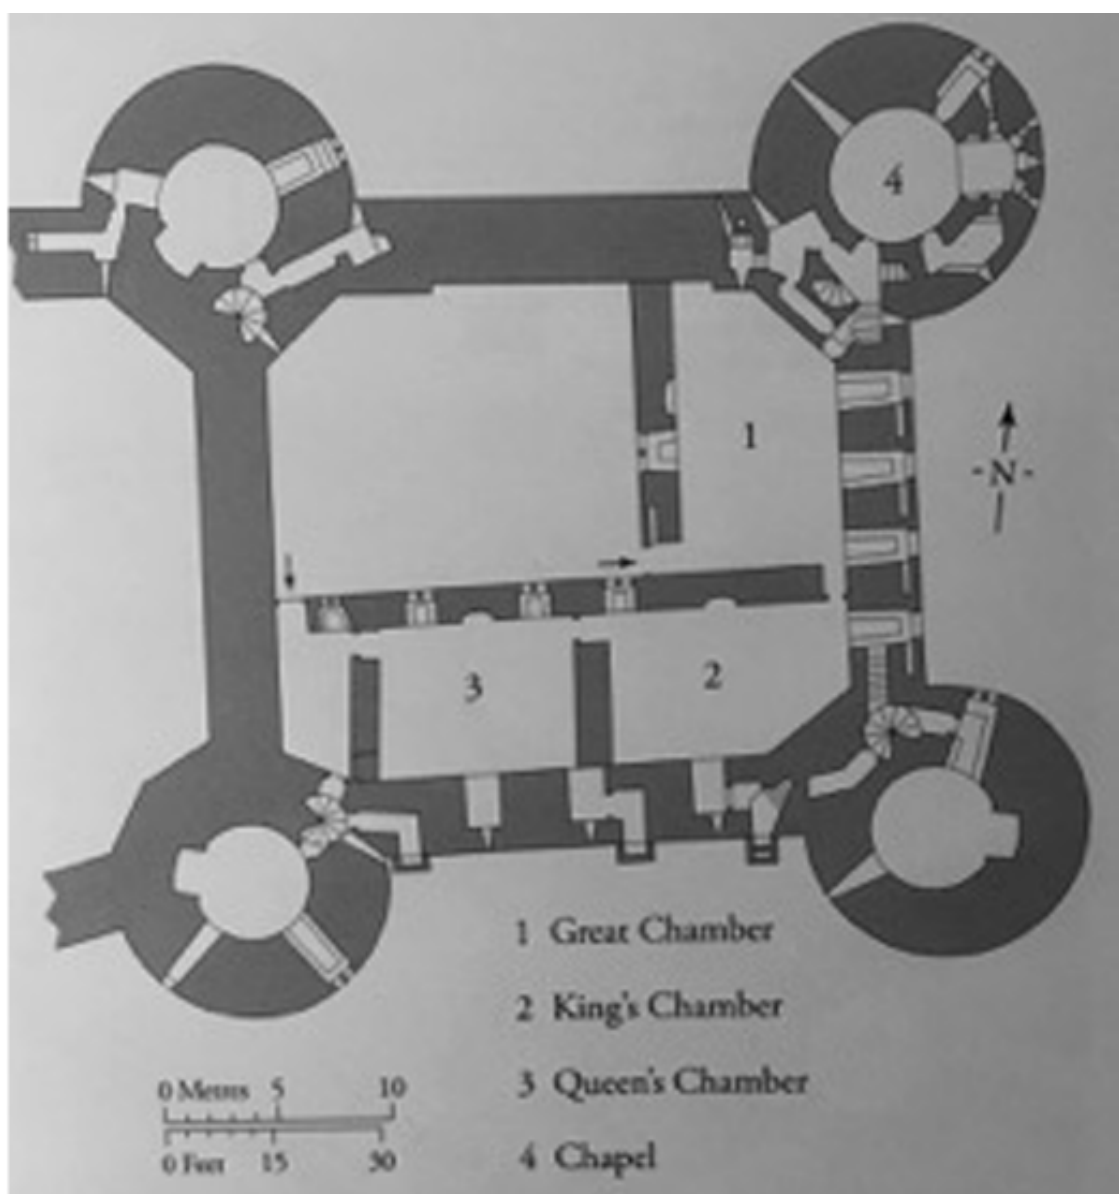 4
1
- N -
3
2
1 Great Chamber
2 King's Chamber
3 Queen's Chamber
4 Chapel
0 Metres 5 10
0 Feet 15 30